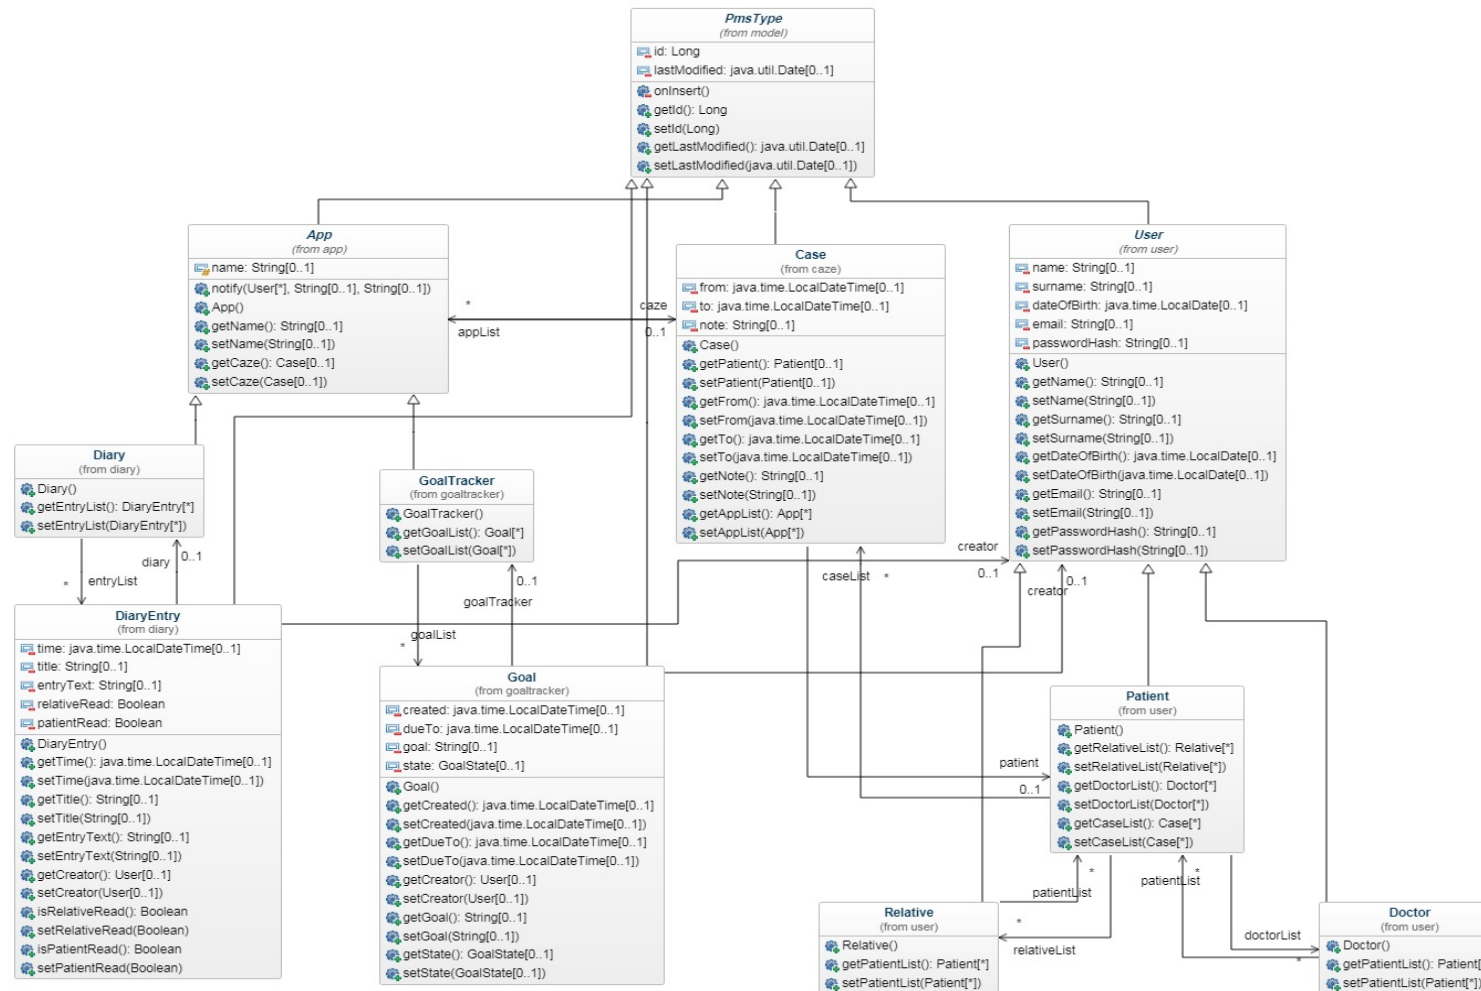 PmsType
(from model)
id: Long
lastModified: java.util.Date[0..1]
onInsert()
getId(): Long
setId(Long)
getLastModified(): java.util.Date[0..1]
setLastModified(java.util.Date[0..1])
App
(from app)
name: String[0..1]
notify(User[*], String[0..1], String[0..1])
App()
getName(): String[0..1]
setName(String[0..1])
getCaze(): Case[0..1]
setCaze(Case[0..1])
*
appList
caze
0..1
Case
(from caze)
from: java.time.LocalDateTime[0..1]
to: java.time.LocalDateTime[0..1]
note: String[0..1]
Case()
getPatient(): Patient[0..1]
setPatient(Patient[0..1])
getFrom(): java.time.LocalDateTime[0..1]
setFrom(java.time.LocalDateTime[0..1])
getTo(): java.time.LocalDateTime[0..1]
setTo(java.time.LocalDateTime[0..1])
getNote(): String[0..1]
setNote(String[0..1])
getAppList(): App[*]
setAppList(App[*])
User
(from user)
name: String[0..1]
surname: String[0..1]
dateOfBirth: java.time.LocalDate[0..1]
email: String[0..1]
passwordHash: String[0..1]
User()
getName(): String[0..1]
setName(String[0..1])
getSurname(): String[0..1]
setSurname(String[0..1])
getDateOfBirth(): java.time.LocalDate[0..1]
setDateOfBirth(java.time.LocalDate[0..1])
getEmail(): String[0..1]
setEmail(String[0..1])
getPasswordHash(): String[0..1]
setPasswordHash(String[0..1])
Diary
(from diary)
Diary()
getEntryList(): DiaryEntry[*]
setEntryList(DiaryEntry[*])
diary
0..1
*
entryList
GoalTracker
(from goaltracker)
GoalTracker()
getGoalList(): Goal[*]
setGoalList(Goal[*])
0..1
goalTracker
goalList
*
creator
0..1
caseList
*
creator
0..1
DiaryEntry
(from diary)
time: java.time.LocalDateTime[0..1]
title: String[0..1]
entryText: String[0..1]
relativeRead: Boolean
patientRead: Boolean
DiaryEntry()
getTime(): java.time.LocalDateTime[0..1]
setTime(java.time.LocalDateTime[0..1])
getTitle(): String[0..1]
setTitle(String[0..1])
getEntryText(): String[0..1]
setEntryText(String[0..1])
getCreator(): User[0..1]
setCreator(User[0..1])
isRelativeRead(): Boolean
setRelativeRead(Boolean)
isPatientRead(): Boolean
setPatientRead(Boolean)
Goal
(from goaltracker)
created: java.time.LocalDateTime[0..1]
dueTo: java.time.LocalDateTime[0..1]
goal: String[0..1]
state: GoalState[0..1]
Goal()
getCreated(): java.time.LocalDateTime[0..1]
setCreated(java.time.LocalDateTime[0..1])
getDueTo(): java.time.LocalDateTime[0..1]
setDueTo(java.time.LocalDateTime[0..1])
getCreator(): User[0..1]
setCreator(User[0..1])
getGoal(): String[0..1]
setGoal(String[0..1])
getState(): GoalState[0..1]
setState(GoalState[0..1])
patient
0..1
Patient
(from user)
Patient()
getRelativeList(): Relative[*]
setRelativeList(Relative[*])
getDoctorList(): Doctor[*]
setDoctorList(Doctor[*])
getCaseList(): Case[*]
setCaseList(Case[*])
*
patientList
*
patientList
*
relativeList
doctorList
*
Relative
(from user)
Relative()
getPatientList(): Patient[*]
setPatientList(Patient[*])
Doctor
(from user)
Doctor()
getPatientList(): Patient[
setPatientList(Patient[*])